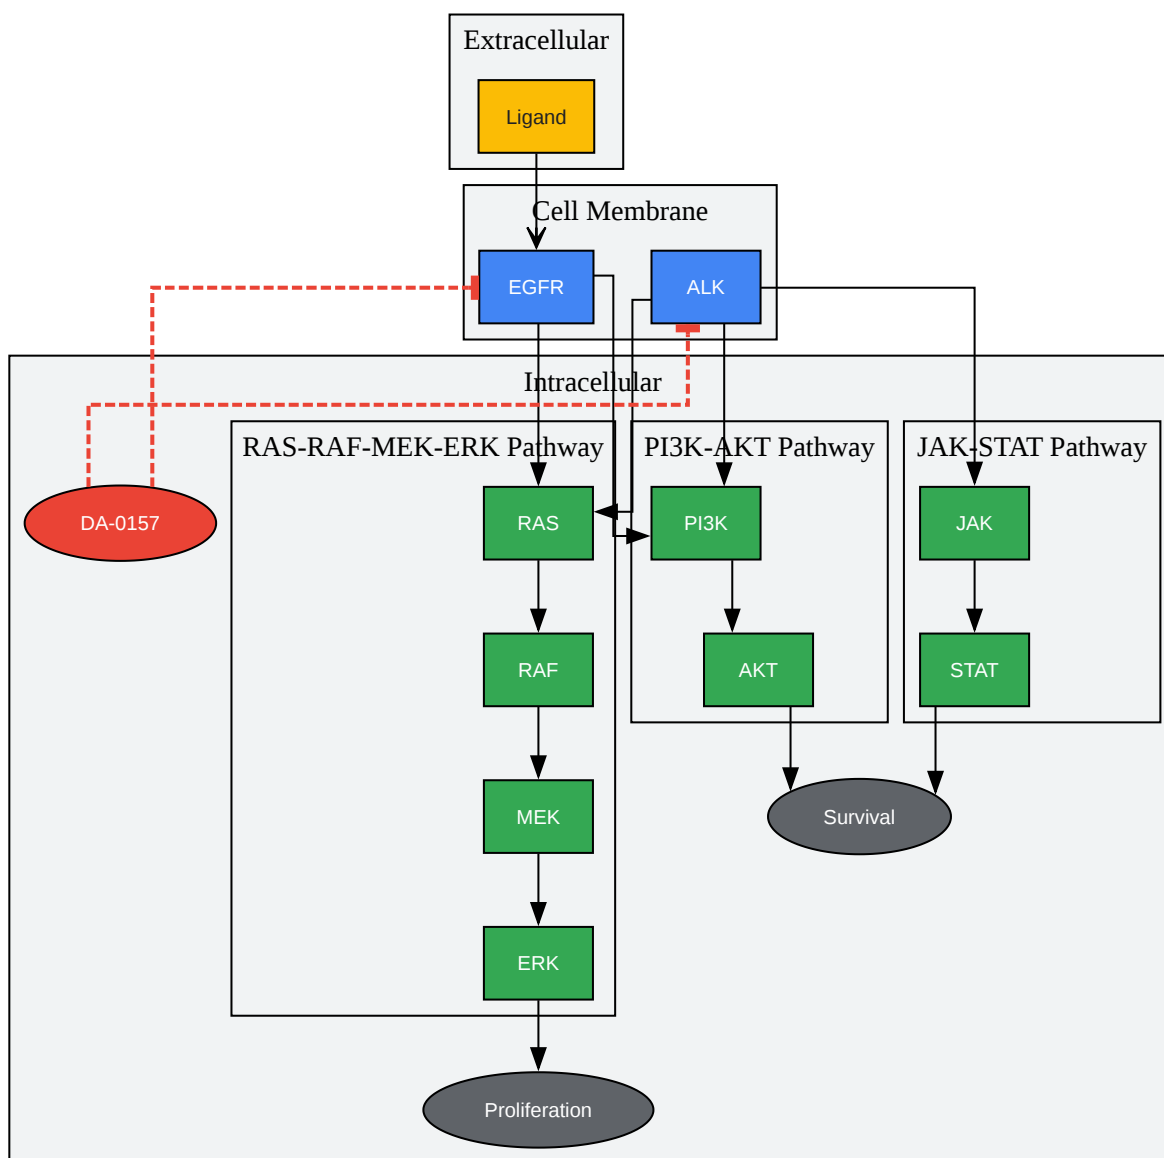 Extracellular
Ligand
Cell Membrane
EGFR
ALK
Intracellular
RAS-RAF-MEK-ERK Pathway
PI3K-AKT Pathway
JAK-STAT Pathway
DA-0157
RAS
PI3K
JAK
RAF
AKT
STAT
MEK
Survival
ERK
Proliferation